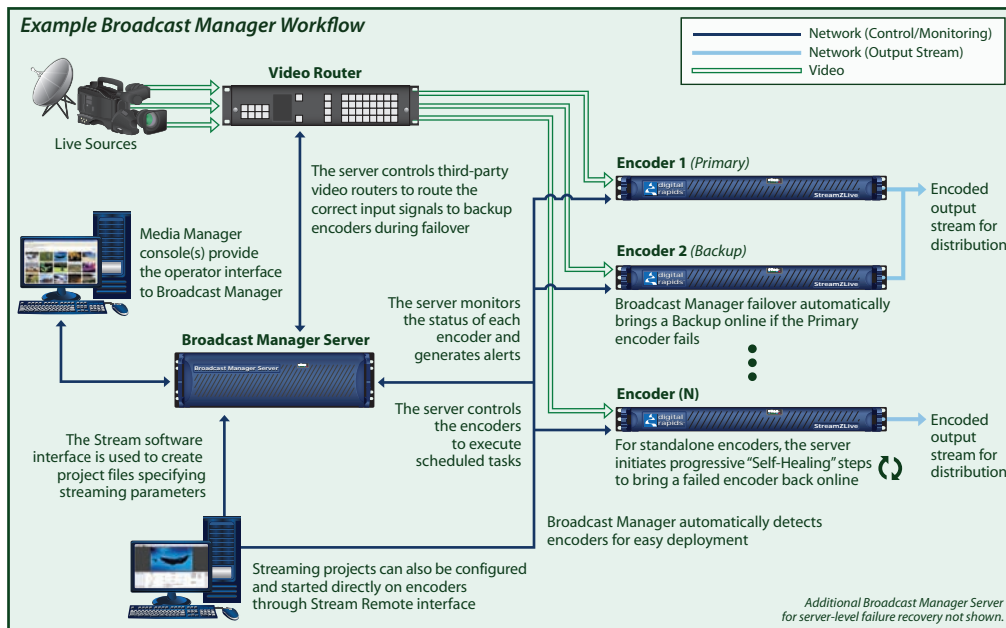 Example Broadcast Manager Workflow
Network (Control/Monitoring)
Network (Output Stream)
Video
Video Router
Live Sources
The server controls third-party
video routers to route the
correct input signals to backup
encoders during failover
Encoder 1 (Primary)
digital
rapids
StreamZLive
Encoded
output
stream for
distribution
Encoder 2 (Backup)
digital
rapids
StreamZLive
Broadcast Manager failover automatically
brings a Backup online if the Primary
encoder fails
Media Manager
console(s) provide
the operator interface
to Broadcast Manager
The server monitors
the status of each
encoder and
generates alerts
Broadcast Manager Server
Broadcast Manager Server
Encoder (N)
digital
rapids
StreamZLive
Encoded
output
stream for
distribution
The server controls
the encoders
to execute
scheduled tasks
For standalone encoders, the server
initiates progressive “Self-Healing” steps
to bring a failed encoder back online
The Stream software
interface is used to create
project files specifying
streaming parameters
Broadcast Manager automatically detects
encoders for easy deployment
Streaming projects can also be configured
and started directly on encoders
through Stream Remote interface
Additional Broadcast Manager Server
for server-level failure recovery not shown.